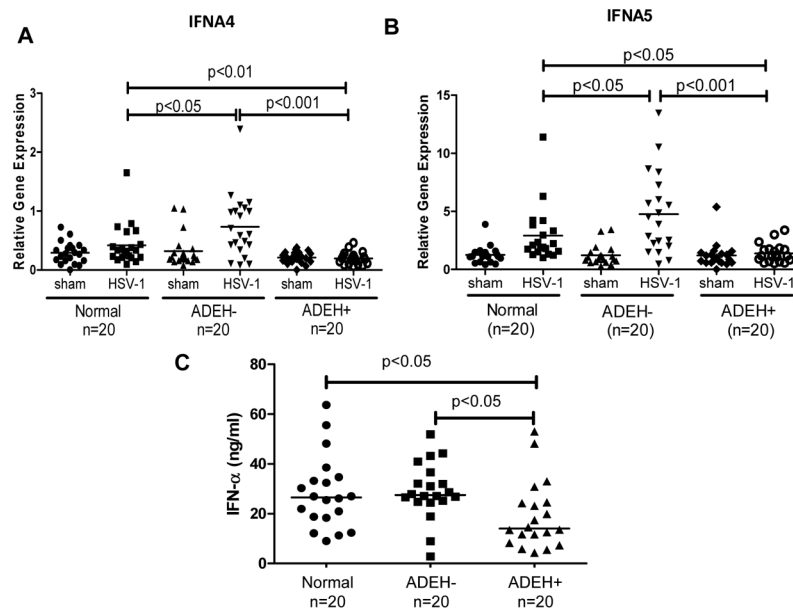 A
IFNA4
Relative Gene Expression
3
2
1
0
p<0.01
p<0.05
p<0.001
sham
HSV-1
sham
HSV-1
sham
HSV-1
Normal
n=20
ADEH-
n=20
ADEH+
n=20
B
IFNA5
Relative Gene Expression
15
10
5
0
p<0.05
p<0.05
p<0.001
sham
HSV-1
sham
HSV-1
sham
HSV-1
Normal
(n=20)
ADEH-
(n=20)
ADEH+
(n=20)
C
IFN-α (ng/ml)
80
60
40
20
0
p<0.05
p<0.05
Normal
n=20
ADEH-
n=20
ADEH+
n=20